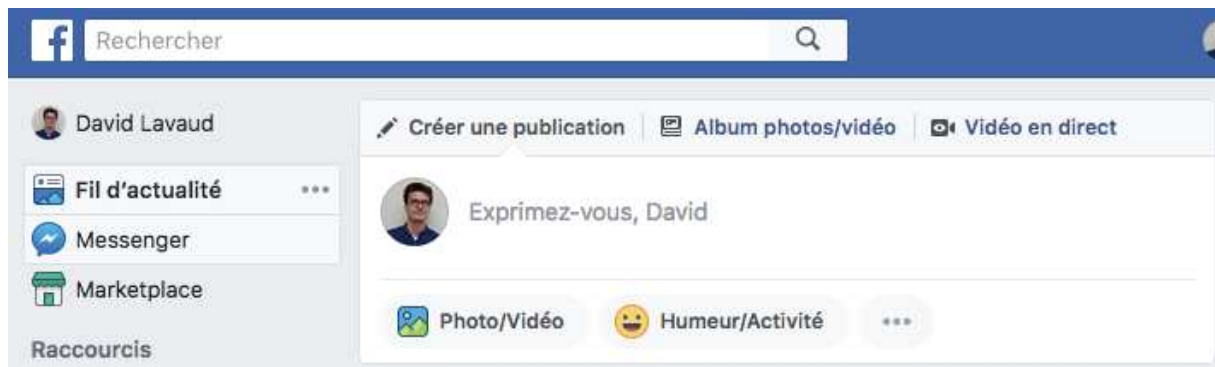 f Rechercher
David Lavaud
Fil d'actualité
Messenger
Marketplace
Raccourcis
Créer une publication
Album photos/vidéo
Vidéo en direct
Exprimez-vous, David
Photo/Vidéo
Humeur/Activité